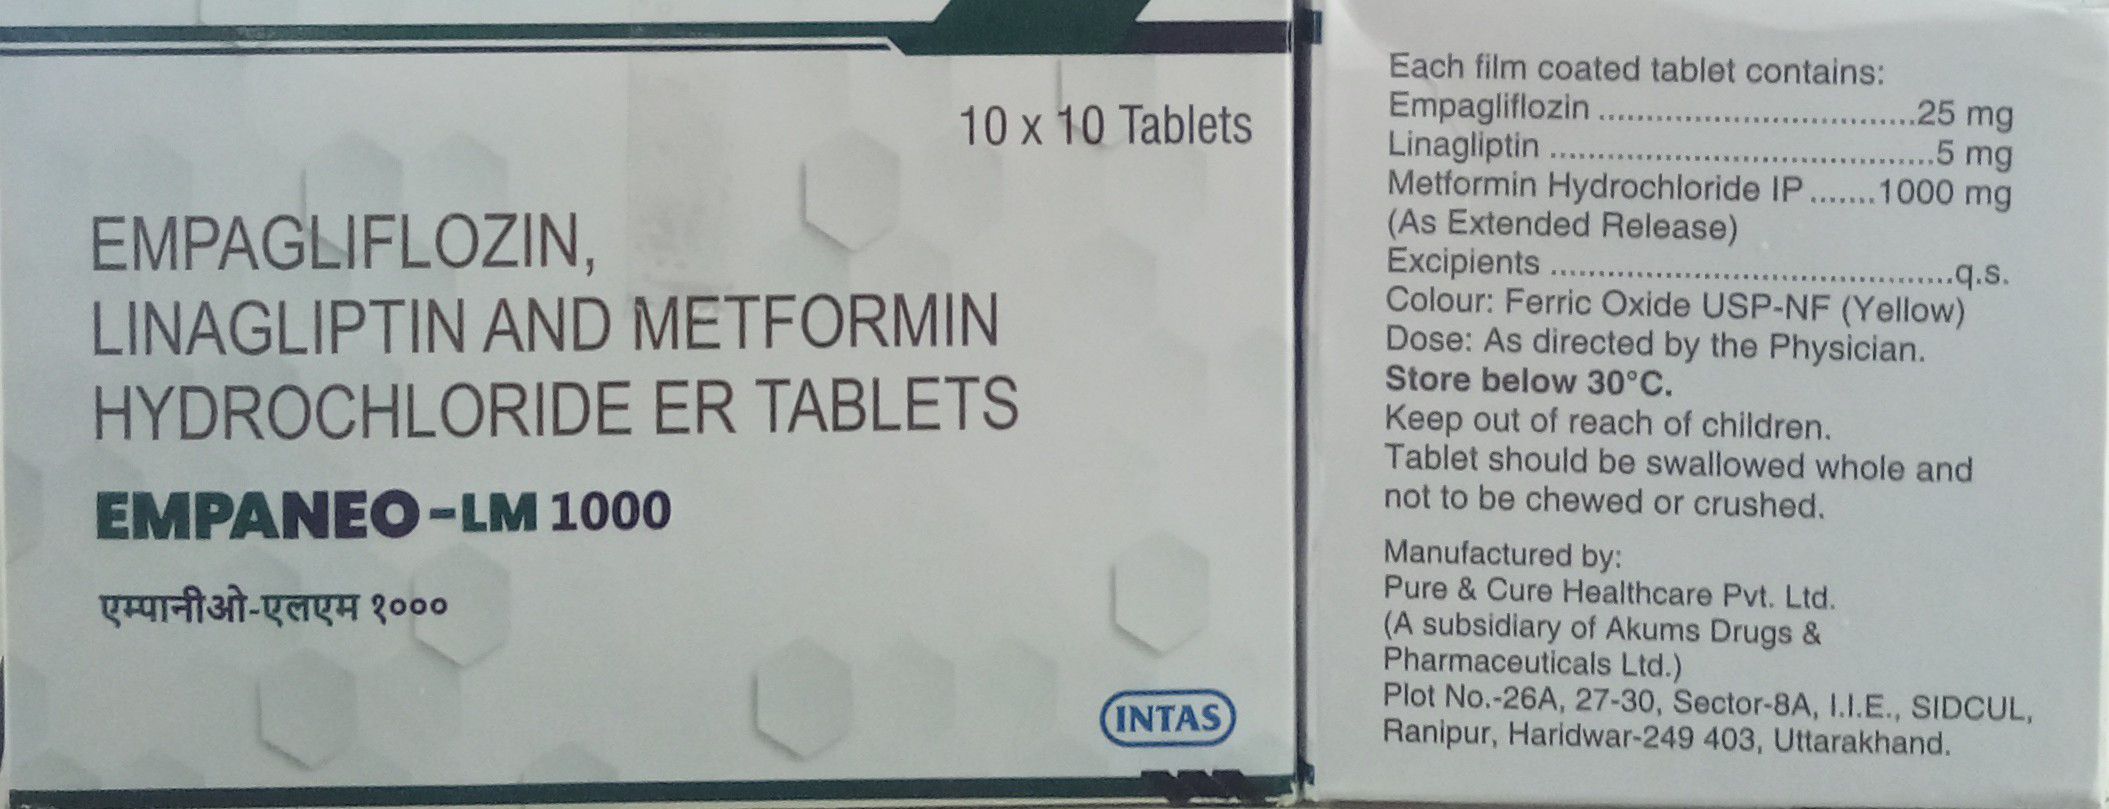 10 x 10 Tablets
EMPAGLIFLOZIN,
LINAGLIPTIN AND METFORMIN
HYDROCHLORIDE ER TABLETS
EMPANEO-LM 1000
एम्पानीओ-एलएम १०००
INTAS
Each film coated tablet contains:
Empagliflozin ................................25 mg
Linagliptin .......................................5 mg
Metformin Hydrochloride IP .......1000 mg
(As Extended Release)
Excipients ........................................q.s.
Colour: Ferric Oxide USP-NF (Yellow)
Dose: As directed by the Physician.
Store below 30°C.
Keep out of reach of children.
Tablet should be swallowed whole and
not to be chewed or crushed.
Manufactured by:
Pure & Cure Healthcare Pvt. Ltd.
(A subsidiary of Akums Drugs &
Pharmaceuticals Ltd.)
Plot No.-26A, 27-30, Sector-8A, I.I.E., SIDCUL,
Ranipur, Haridwar-249 403, Uttarakhand.